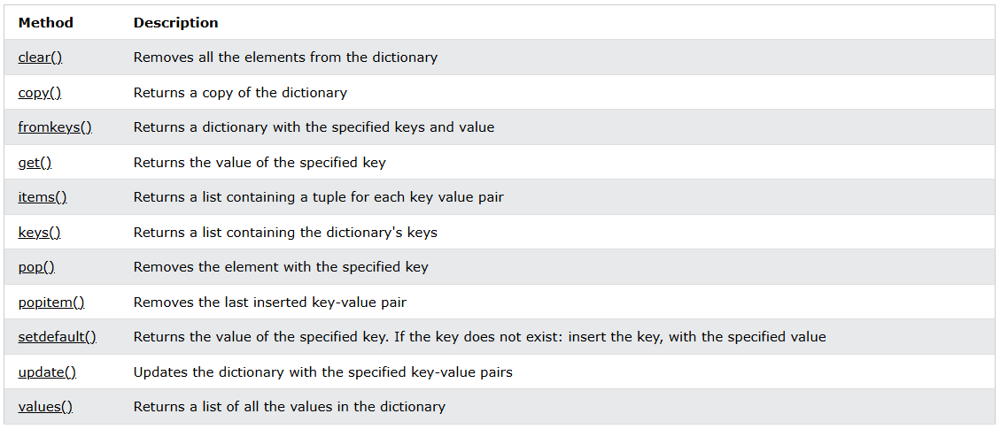 Method Description
clear() Removes all the elements from the dictionary
copy() Returns a copy of the dictionary
fromkeys() Returns a dictionary with the specified keys and value
get() Returns the value of the specified key
items() Returns a list containing a tuple for each key value pair
keys() Returns a list containing the dictionary's keys
pop() Removes the element with the specified key
popitem() Removes the last inserted key-value pair
setdefault() Returns the value of the specified key. If the key does not exist: insert the key, with the specified value
update() Updates the dictionary with the specified key-value pairs
values() Returns a list of all the values in the dictionary